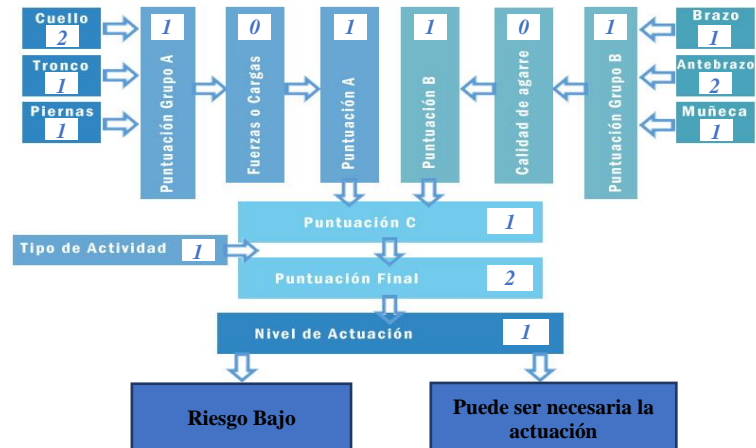 Cuello
2
Tronco
1
Piernas
1
1
Puntuación Grupo A
0
Fuerzas o Cargas
1
Puntuación A
1
Puntuación B
0
Calidad de agarre
1
Puntuación Grupo B
Brazo
1
Antebrazo
2
Muñeca
1
Puntuación C
1
Tipo de Actividad
1
Puntuación Final
2
Nivel de Actuación
1
Riesgo Bajo
Puede ser necesaria la
actuación